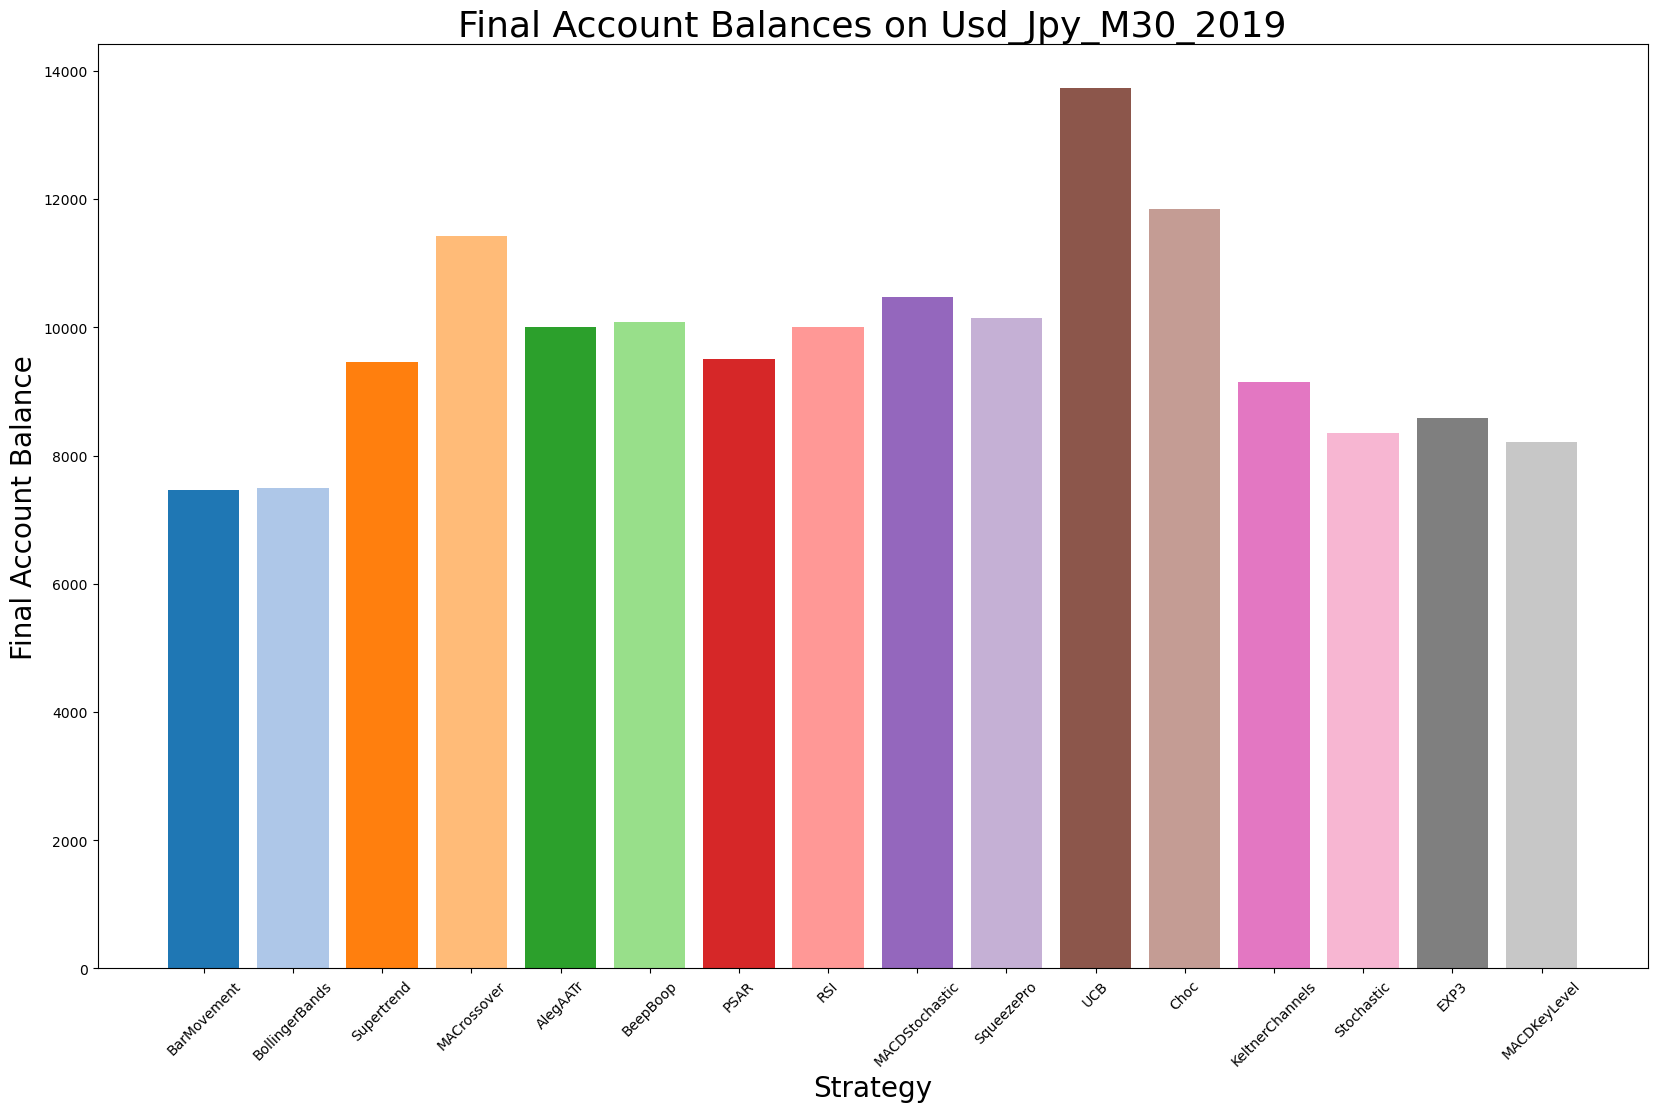 Final Account Balances on Usd_Jpy_M30_2019
Final Account Balance
14000
12000
10000
8000
6000
4000
2000
0
BarMovement
BollingerBands
Supertrend
MACrossover
AlegAATr
BeepBoop
PSAR
RSI
MACDStochastic
SqueezePro
UCB
Choc
KeltnerChannels
Stochastic
EXP3
MACDKeyLevel
Strategy